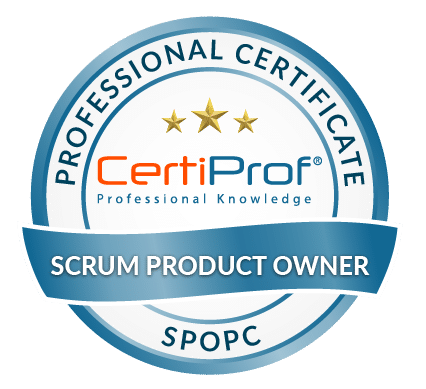 PROFESSIONAL CERTIFICATE
CertiProf®
Professional Knowledge
SCRUM PRODUCT OWNER
SPOPC